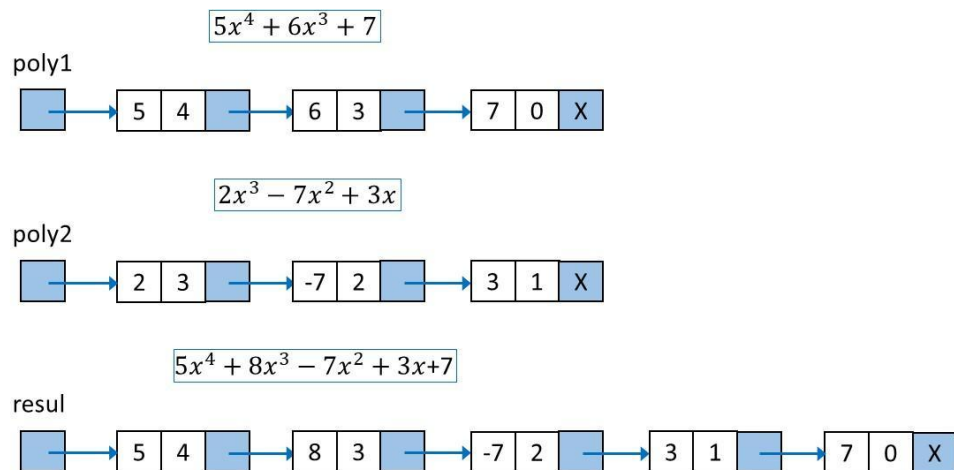 5x⁴ + 6x³ + 7
poly1
5 4 6 3 7 0 X
2x³ − 7x² + 3x
poly2
2 3 -7 2 3 1 X
5x⁴ + 8x³ − 7x² + 3x+7
resul
5 4 8 3 -7 2 3 1 7 0 X